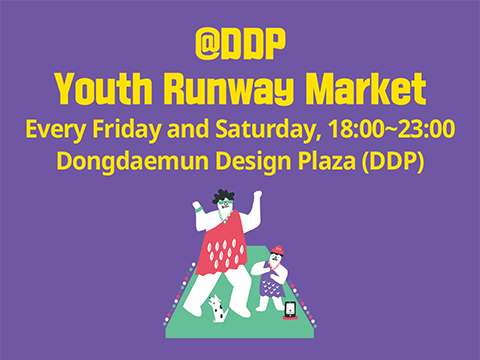 @DDP
Youth Runway Market
Every Friday and Saturday, 18:00~23:00
Dongdaemun Design Plaza (DDP)